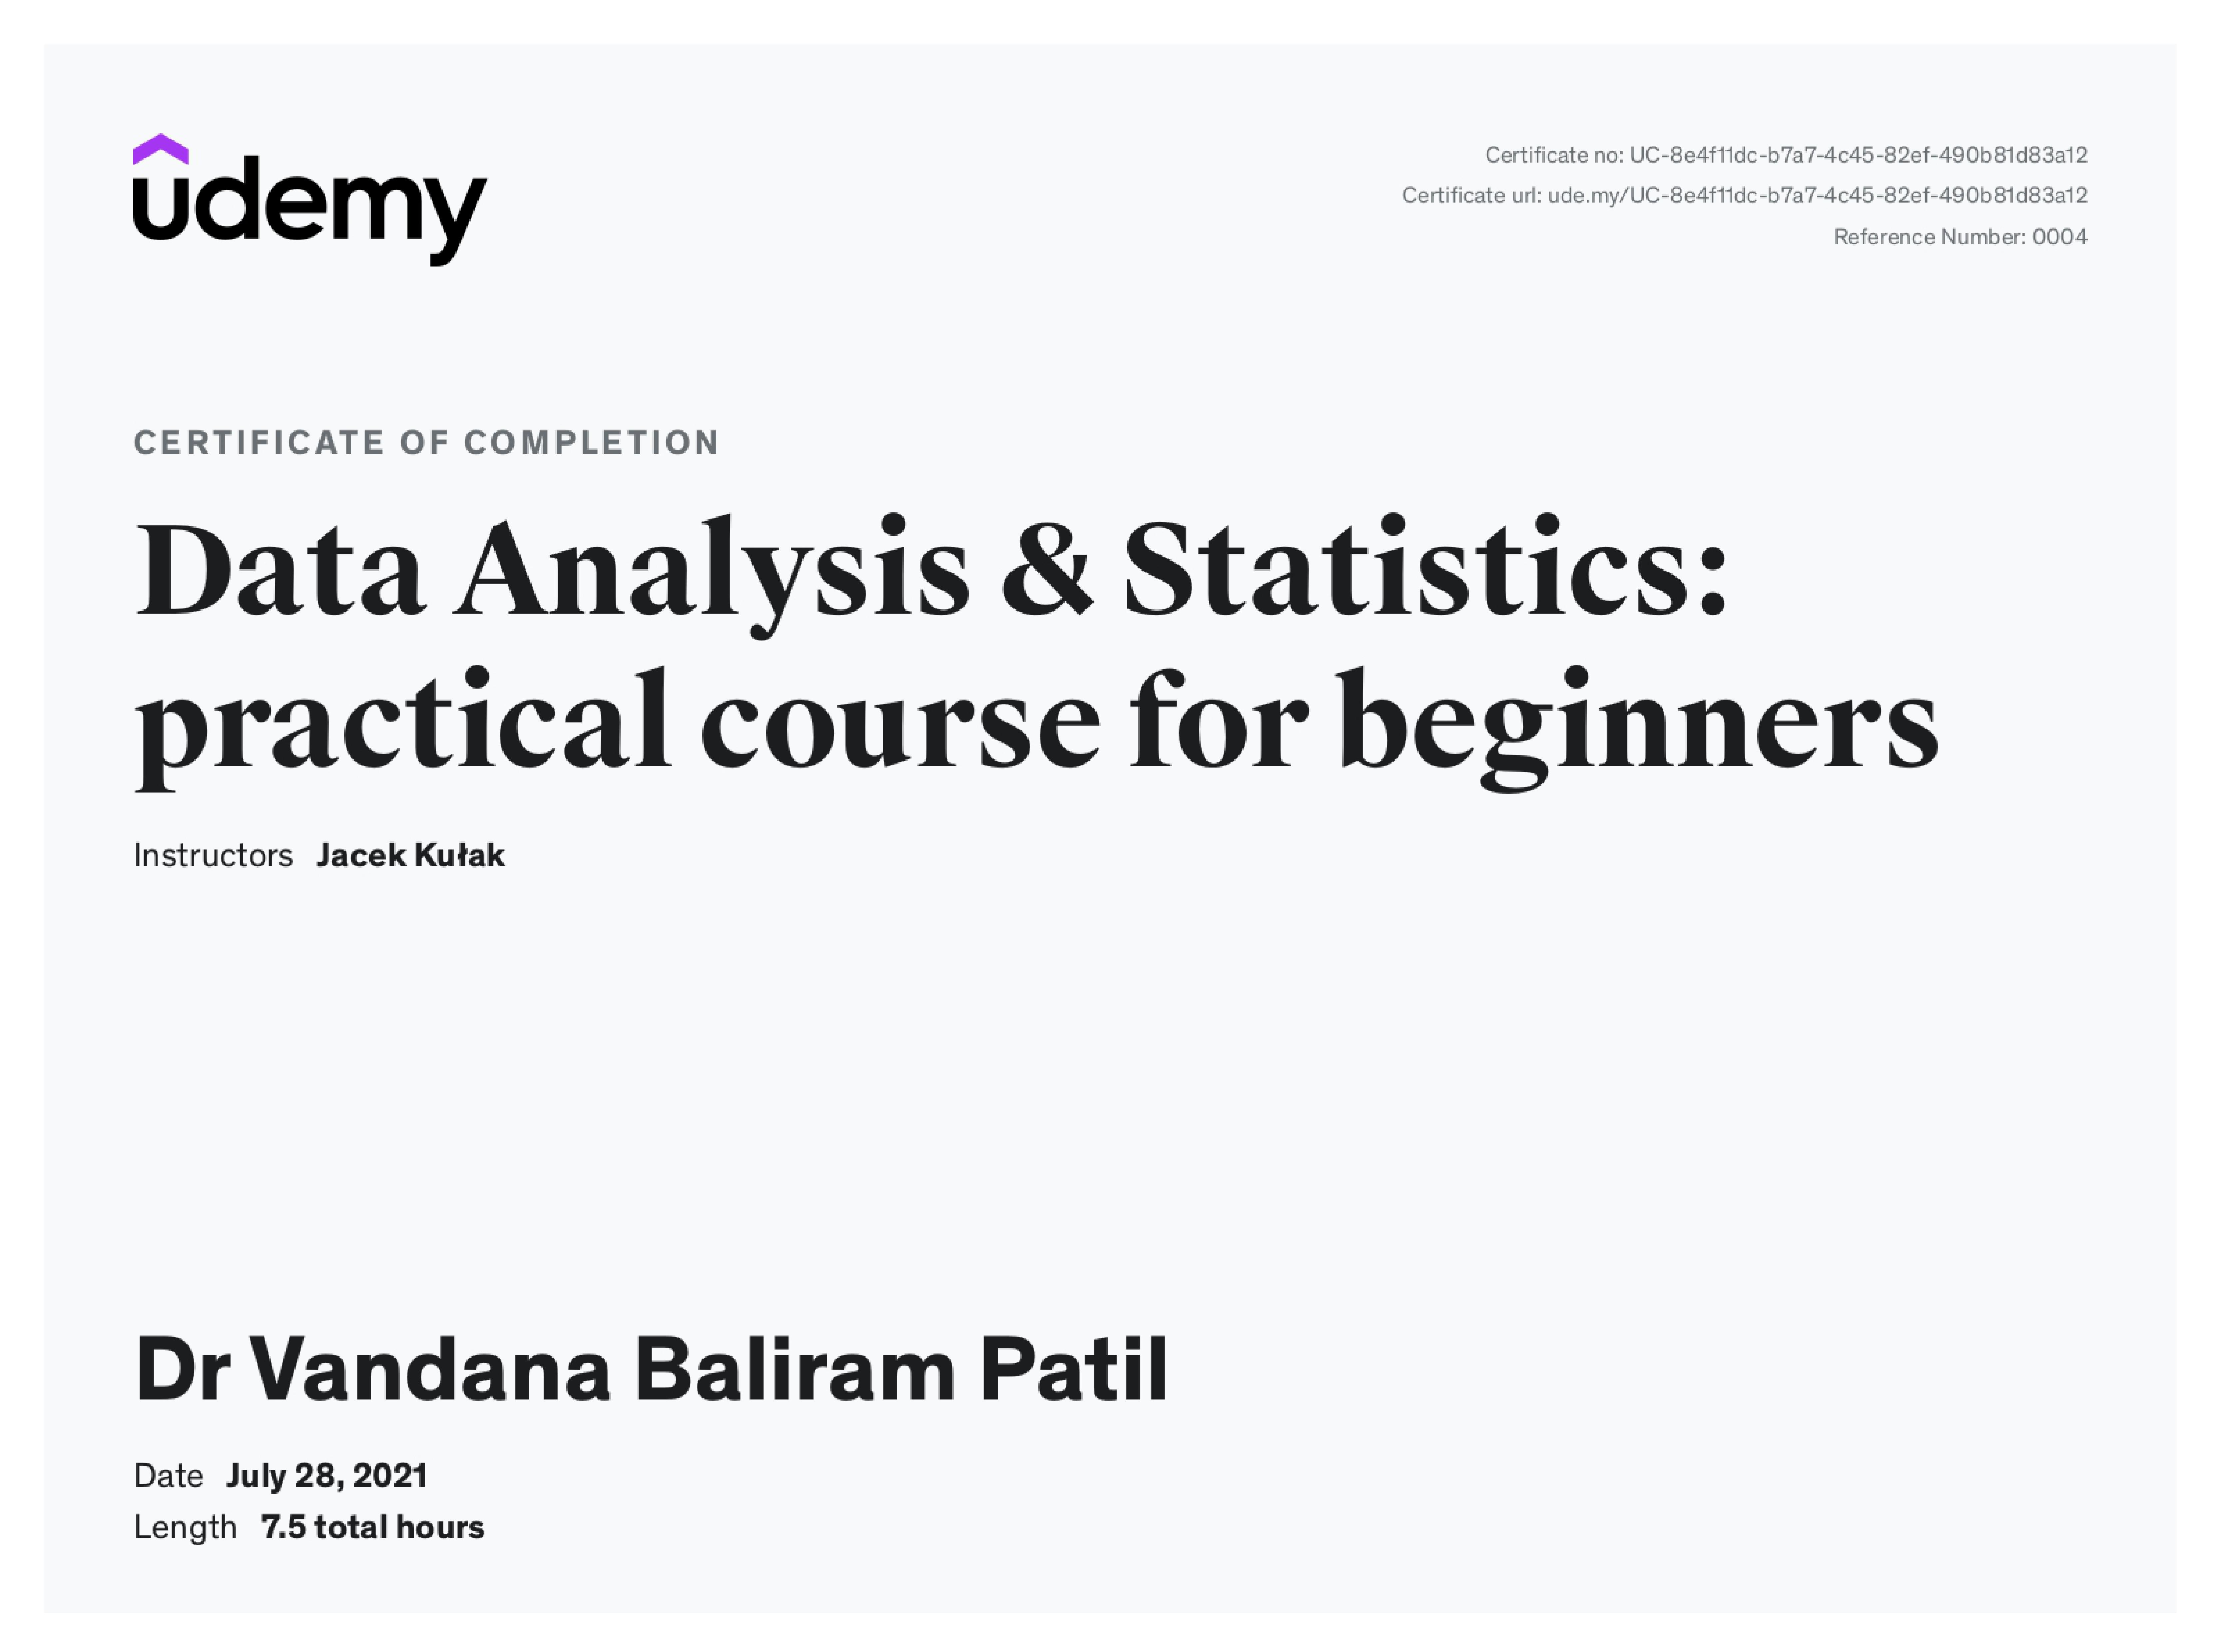 udemy
Certificate no: UC-8e4f11dc-b7a7-4c45-82ef-490b81d83a12
Certificate url: ude.my/UC-8e4f11dc-b7a7-4c45-82ef-490b81d83a12
Reference Number: 0004
CERTIFICATE OF COMPLETION
Data Analysis & Statistics:
practical course for beginners
Instructors Jacek Kułak
Dr Vandana Baliram Patil
Date July 28, 2021
Length 7.5 total hours